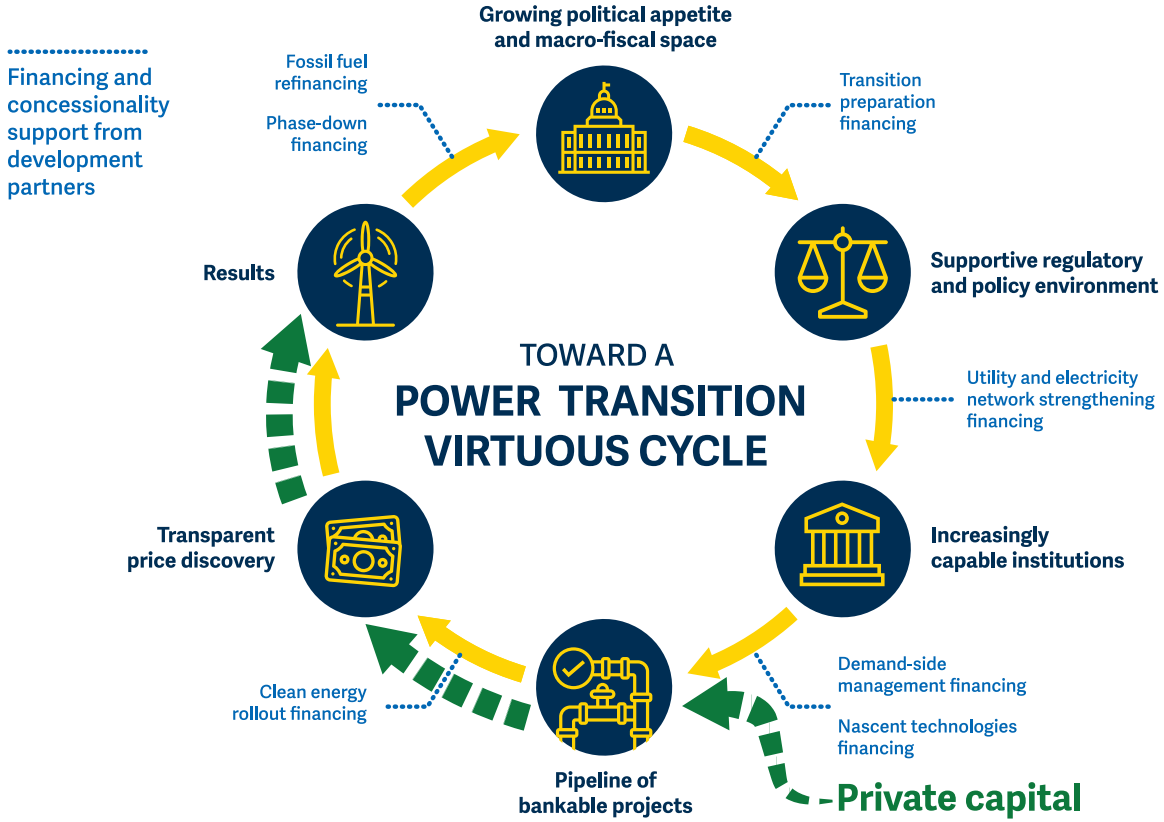 Growing political appetite
and macro-fiscal space
Financing and
concessionality
support from
development
partners
Fossil fuel
refinancing
Phase-down
financing
Transition
preparation
financing
Results
Supportive regulatory
and policy environment
TOWARD A
POWER TRANSITION
VIRTUOUS CYCLE
Utility and electricity
network strengthening
financing
Transparent
price discovery
Increasingly
capable institutions
Clean energy
rollout financing
Demand-side
management financing
Nascent technologies
financing
Pipeline of
bankable projects
Private capital